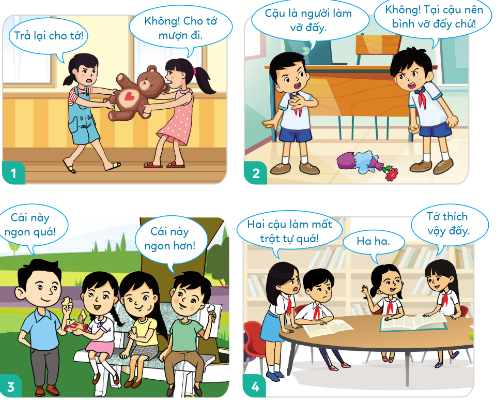 Trả lại cho tớ!
Không! Cho tớ
mượn đi.
1
Cậu là người làm
vỡ đấy.
Không! Tại cậu nên
bình vỡ đấy chứ!
2
Cái này
ngon quá!
Cái này
ngon hơn!
3
Hai cậu làm mất
trật tự quá!
Ha ha.
Tớ thích
vậy đấy.
4